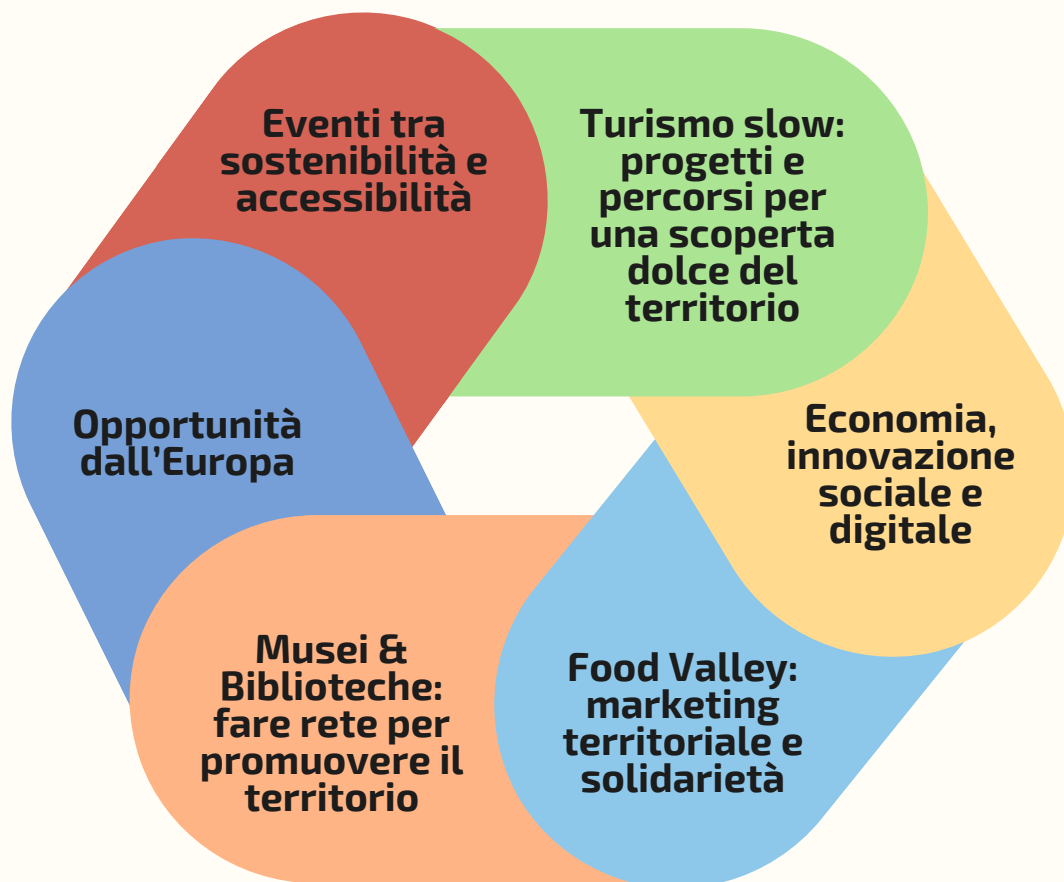 Eventi tra
sostenibilità e
accessibilità
Turismo slow:
progetti e
percorsi per
una scoperta
dolce del
territorio
Opportunità
dall’Europa
Economia,
innovazione
sociale e
digitale
Musei &
Biblioteche:
fare rete per
promuovere il
territorio
Food Valley:
marketing
territoriale e
solidarietà